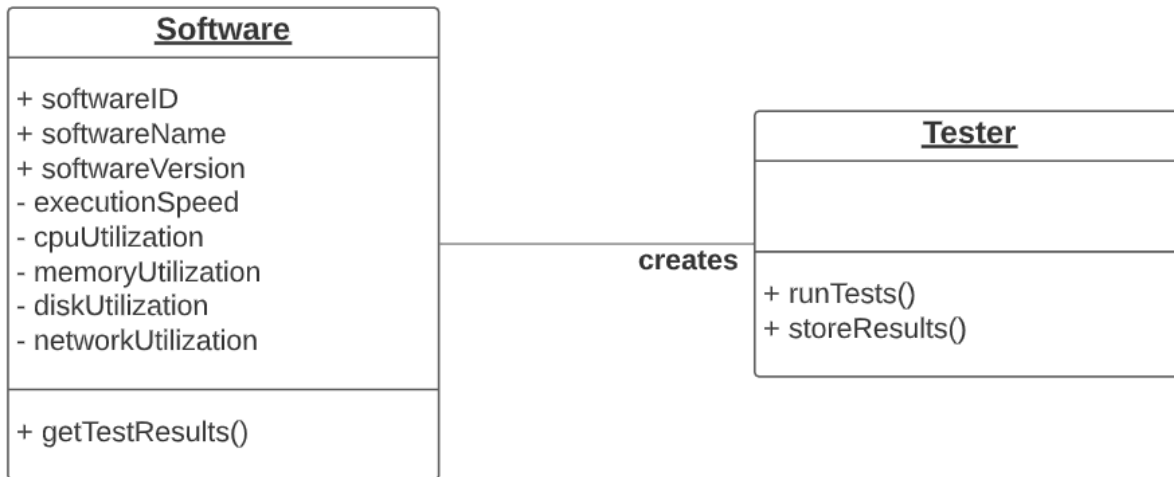 Software
+ softwareID
+ softwareName
+ softwareVersion
- executionSpeed
- cpuUtilization
- memoryUtilization
- diskUtilization
- networkUtilization
+ getTestResults()
creates
Tester
+ runTests()
+ storeResults()